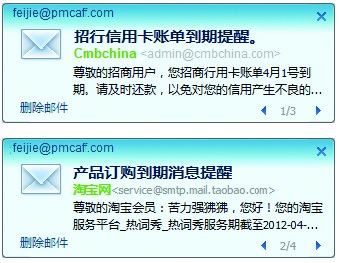 feijie@pmcaff.com
招行信用卡账单到期提醒。
Cmbchina <admin@cmbchina.com>
尊敬的招商用户，您招商行用卡账单4月1号到
期。请及时还款，以免对您的信用产生不良的...
删除邮件
1/3
feijie@pmcaff.com
产品订购到期消息提醒
淘宝网<service@smtp.mail.taobao.com>
尊敬的淘宝会员：苦力强狒狒，您好！您的淘宝
服务平台_热词秀_热词秀服务期截至2012-04-...
删除邮件
2/4